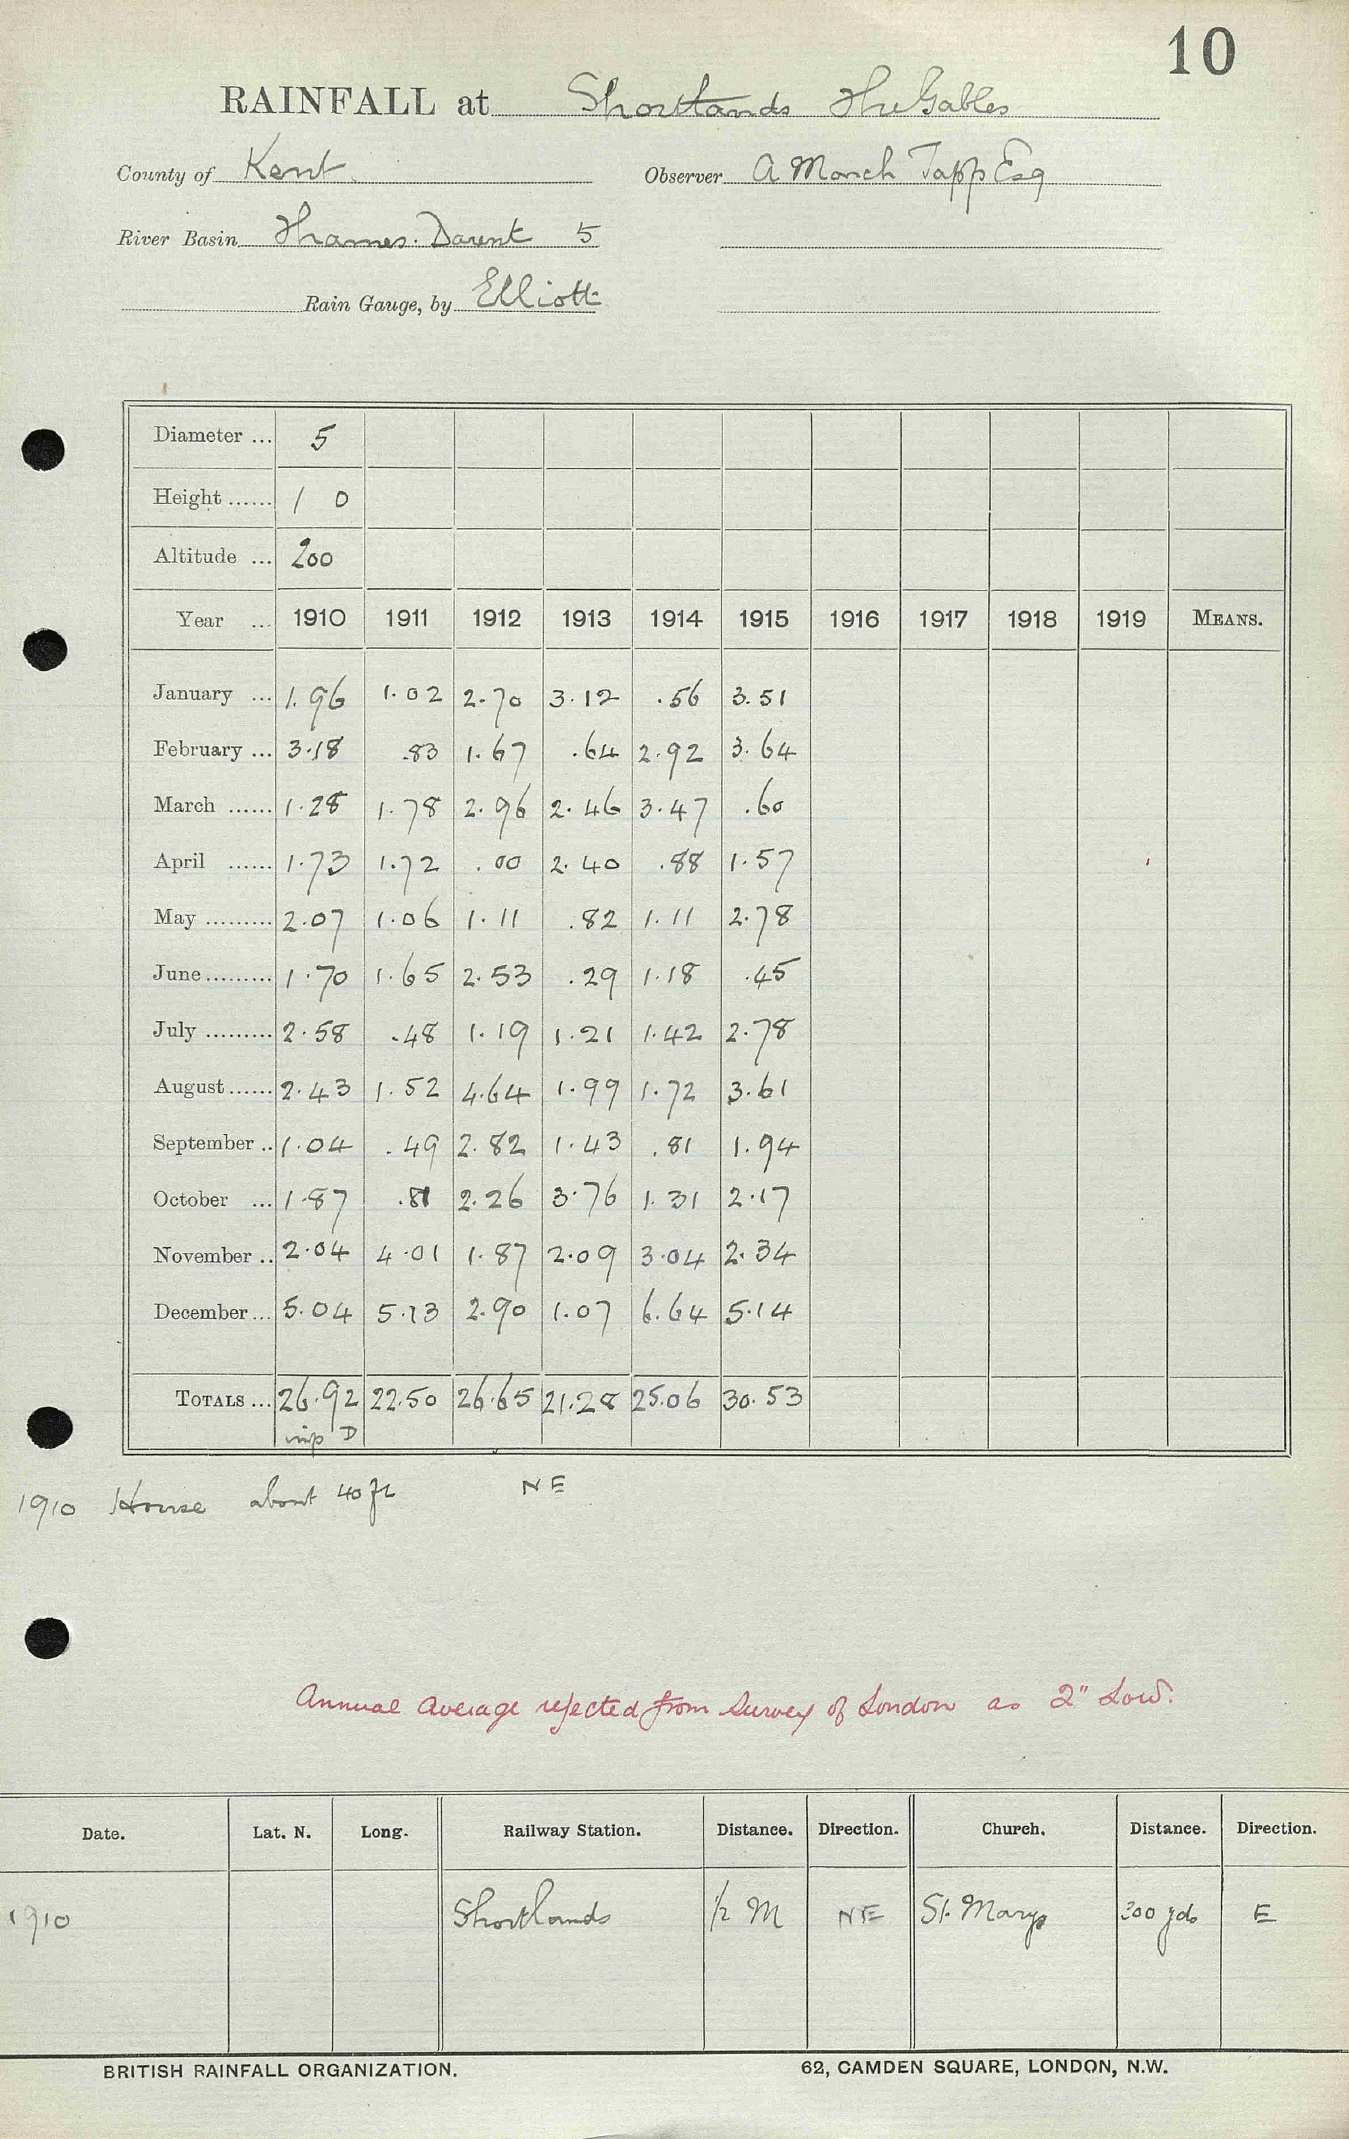 10
RAINFALL at Shortlands The Gables
County of Kent Observer A March Tapp Esq
River Basin Thames. Darent 5
Rain Gauge, by Elliott
Diameter ... 5
Height ...... 1 0
Altitude ... 200
Year ... 1910 1911 1912 1913 1914 1915 1916 1917 1918 1919 MEANS.
January ... 1.96 1.02 2.70 3.12 .56 3.51
February ... 3.18 .83 1.67 .64 2.92 3.64
March ...... 1.28 1.78 2.96 2.46 3.47 .60
April ...... 1.73 1.72 .00 2.40 .88 1.57
May ......... 2.07 1.06 1.11 .82 1.11 2.78
June ......... 1.70 1.65 2.53 .29 1.18 .45
July ......... 2.58 .48 1.19 1.21 1.42 2.78
August ...... 2.43 1.52 4.64 1.99 1.72 3.61
September .. 1.04 .49 2.82 1.43 .81 1.94
October ... 1.87 .81 2.26 3.76 1.31 2.17
November .. 2.04 4.01 1.87 2.09 3.04 2.34
December ... 5.04 5.13 2.90 1.07 6.64 5.14
TOTALS ... 26.92 22.50 26.65 21.28 25.06 30.53
imp D
1910 House about 40 ft NE
Annual Average rejected from Survey of London as 2" Low.
Date. Lat. N. Long. Railway Station. Distance. Direction. Church. Distance. Direction.
1910 Shortlands 1/2 M NE St. Marys 300 yds E
BRITISH RAINFALL ORGANIZATION. 62, CAMDEN SQUARE, LONDON, N.W.